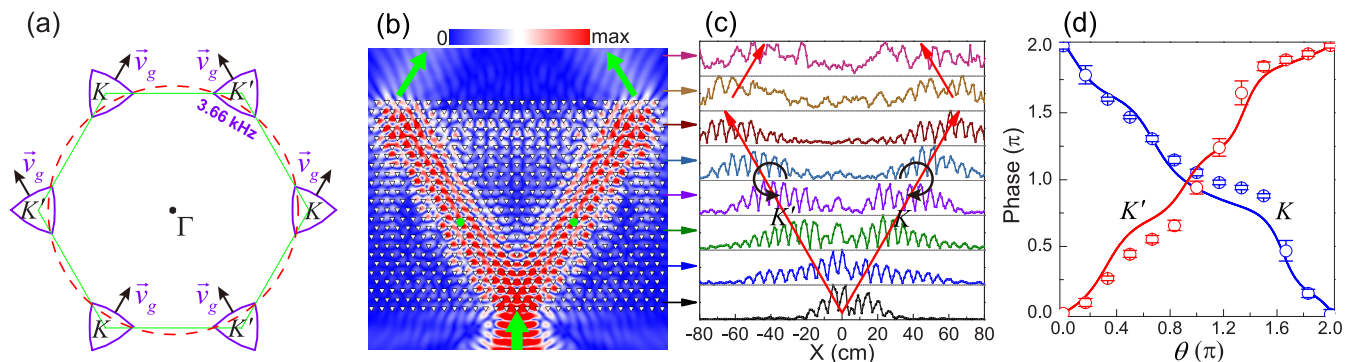 (a)
v⃗g
v⃗g
K
K′
3.66 kHz
v⃗g
v⃗g
K′
K
Γ
v⃗g
v⃗g
K
K′
(b)
0
max
(c)
K′
K
-80 -60 -40 -20 0 20 40 60 80
X (cm)
(d)
2.0
1.5
1.0
0.5
0.0
Phase (π)
K′
K
0.0 0.4 0.8 1.2 1.6 2.0
θ (π)